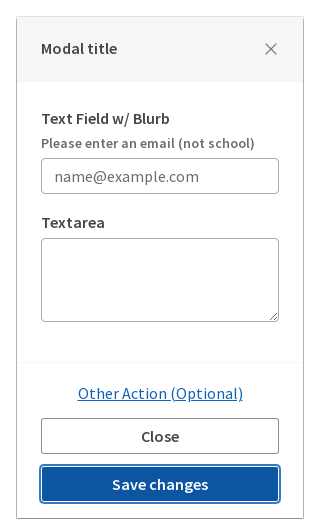 Modal title
Text Field w/ Blurb
Please enter an email (not school)
name@example.com
Textarea
Other Action (Optional)
Close
Save changes